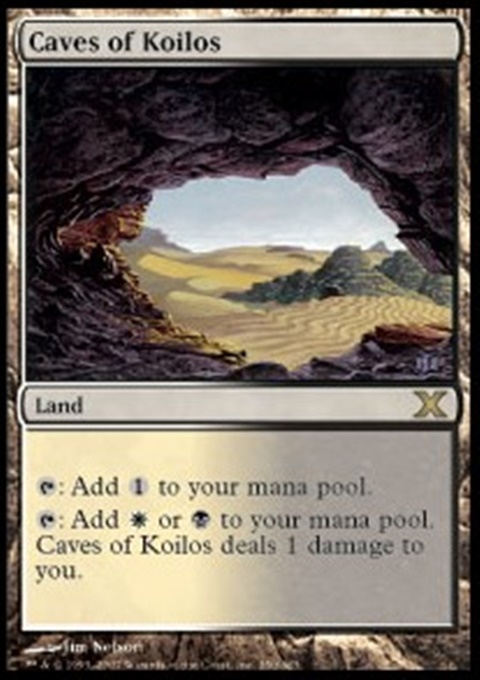 Caves of Koilos
Land
: Add 1 to your mana pool.
: Add or to your mana pool.
Caves of Koilos deals 1 damage to
you.
Jim Nelson